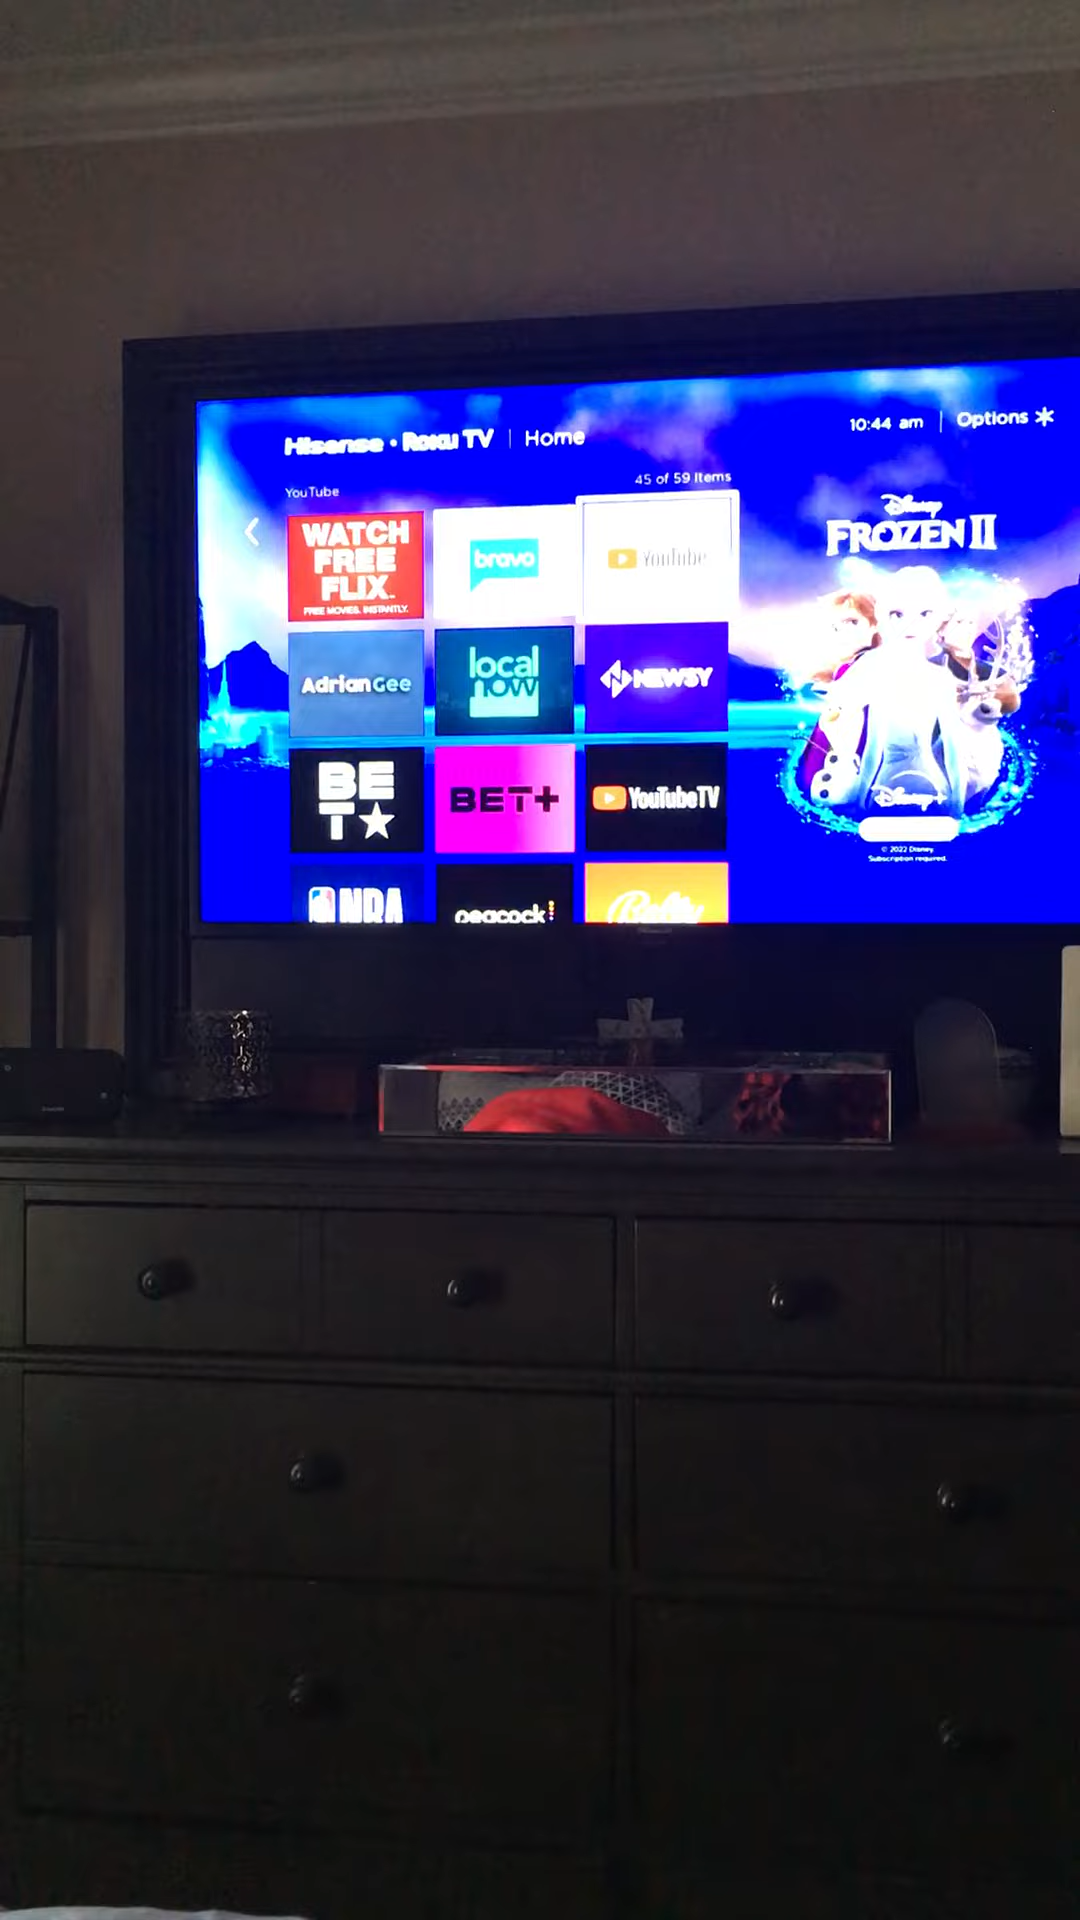 Hisense • Roku TV | Home
10:44 am | Options
YouTube
45 of 59 Items
WATCH
FREE
FLIX
FREE MOVIES. INSTANTLY.
bravo
YouTube
AdrianGee
local
now
NEWSY
BE
T
BET+
YouTubeTV
NBA
peacock
Bally
Disney
FROZEN II
Disney+
© 2022 Disney.
Subscription required.